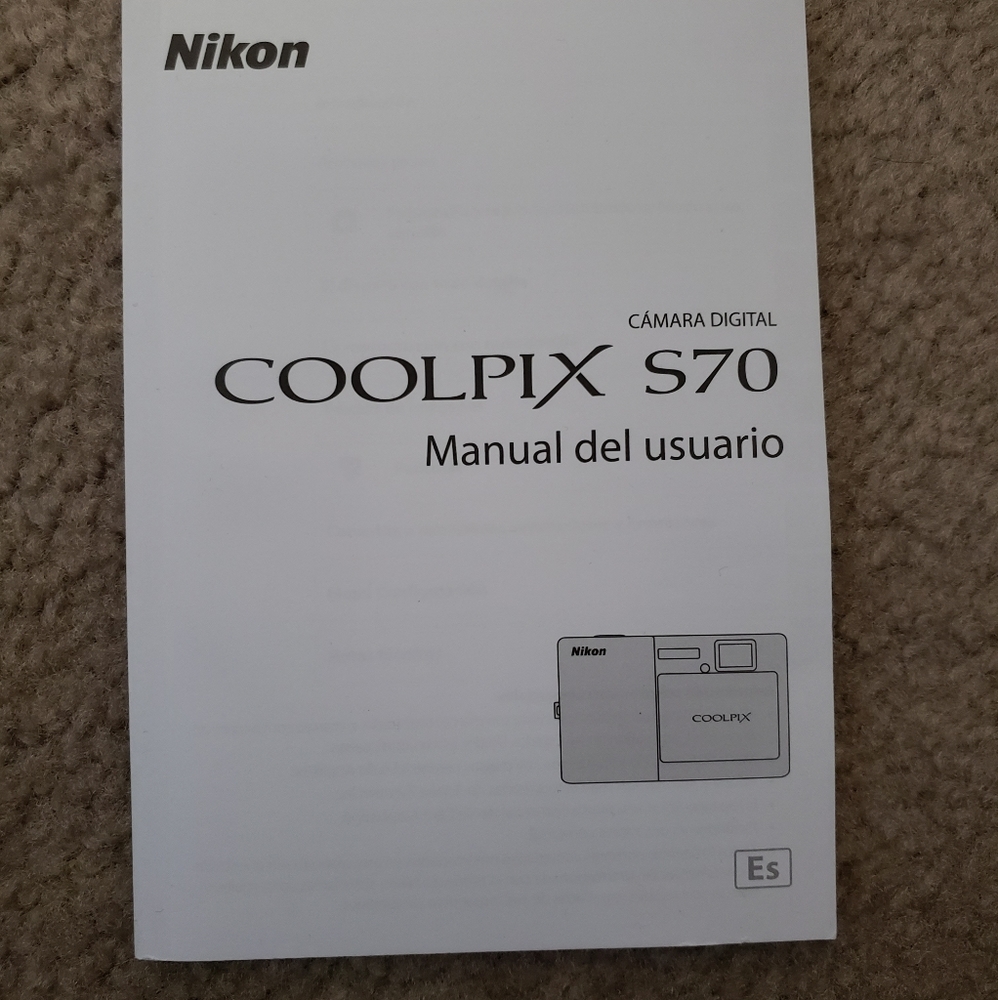 Nikon
CÁMARA DIGITAL
COOLPIX S70
Manual del usuario
Nikon
COOLPIX
Es